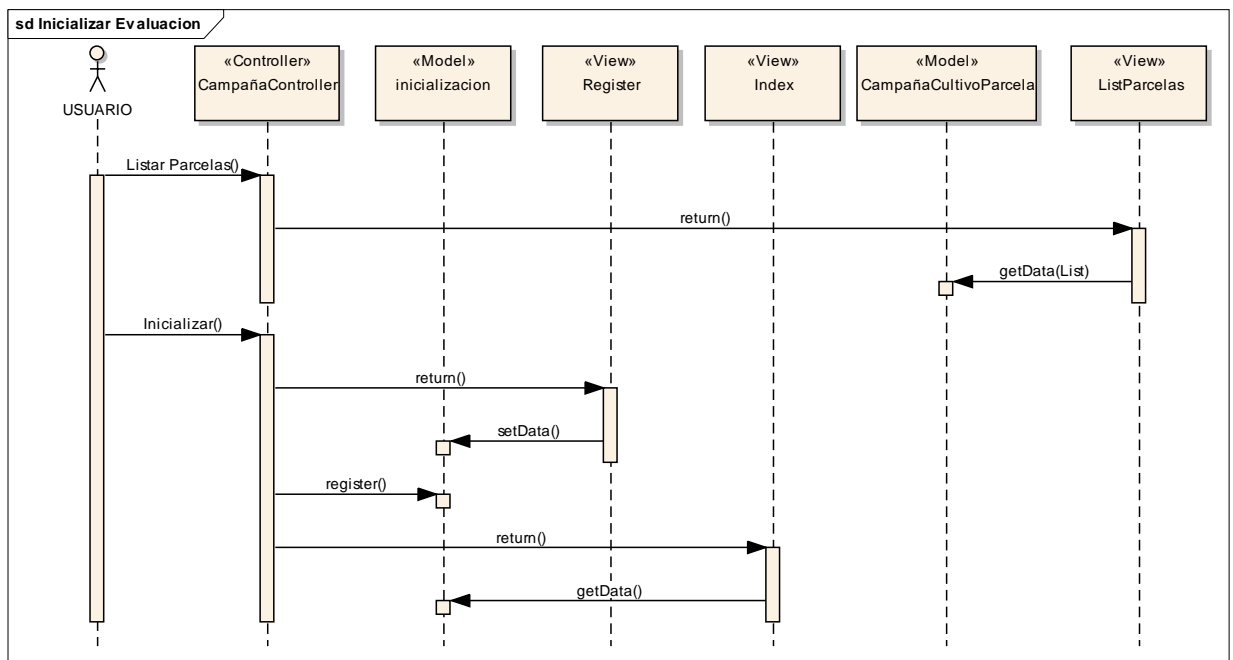 sd Inicializar Evaluacion
USUARIO
«Controller»
CampañaController
«Model»
inicializacion
«View»
Register
«View»
Index
«Model»
CampañaCultivoParcela
«View»
ListParcelas
Listar Parcelas()
return()
getData(List)
Inicializar()
return()
setData()
register()
return()
getData()